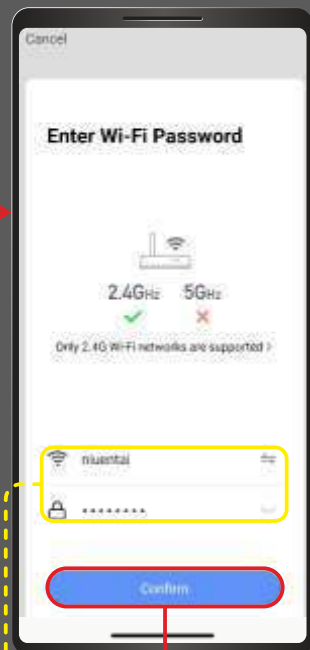 Cancel
Enter Wi-Fi Password
2.4GHz 5GHz
Only 2.4G Wi-Fi networks are supported >
niuentai
••••••••
Confirm